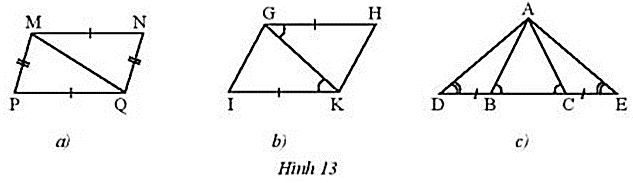 M N G H A
P Q I K D B C E
a) b) c)
Hình 13